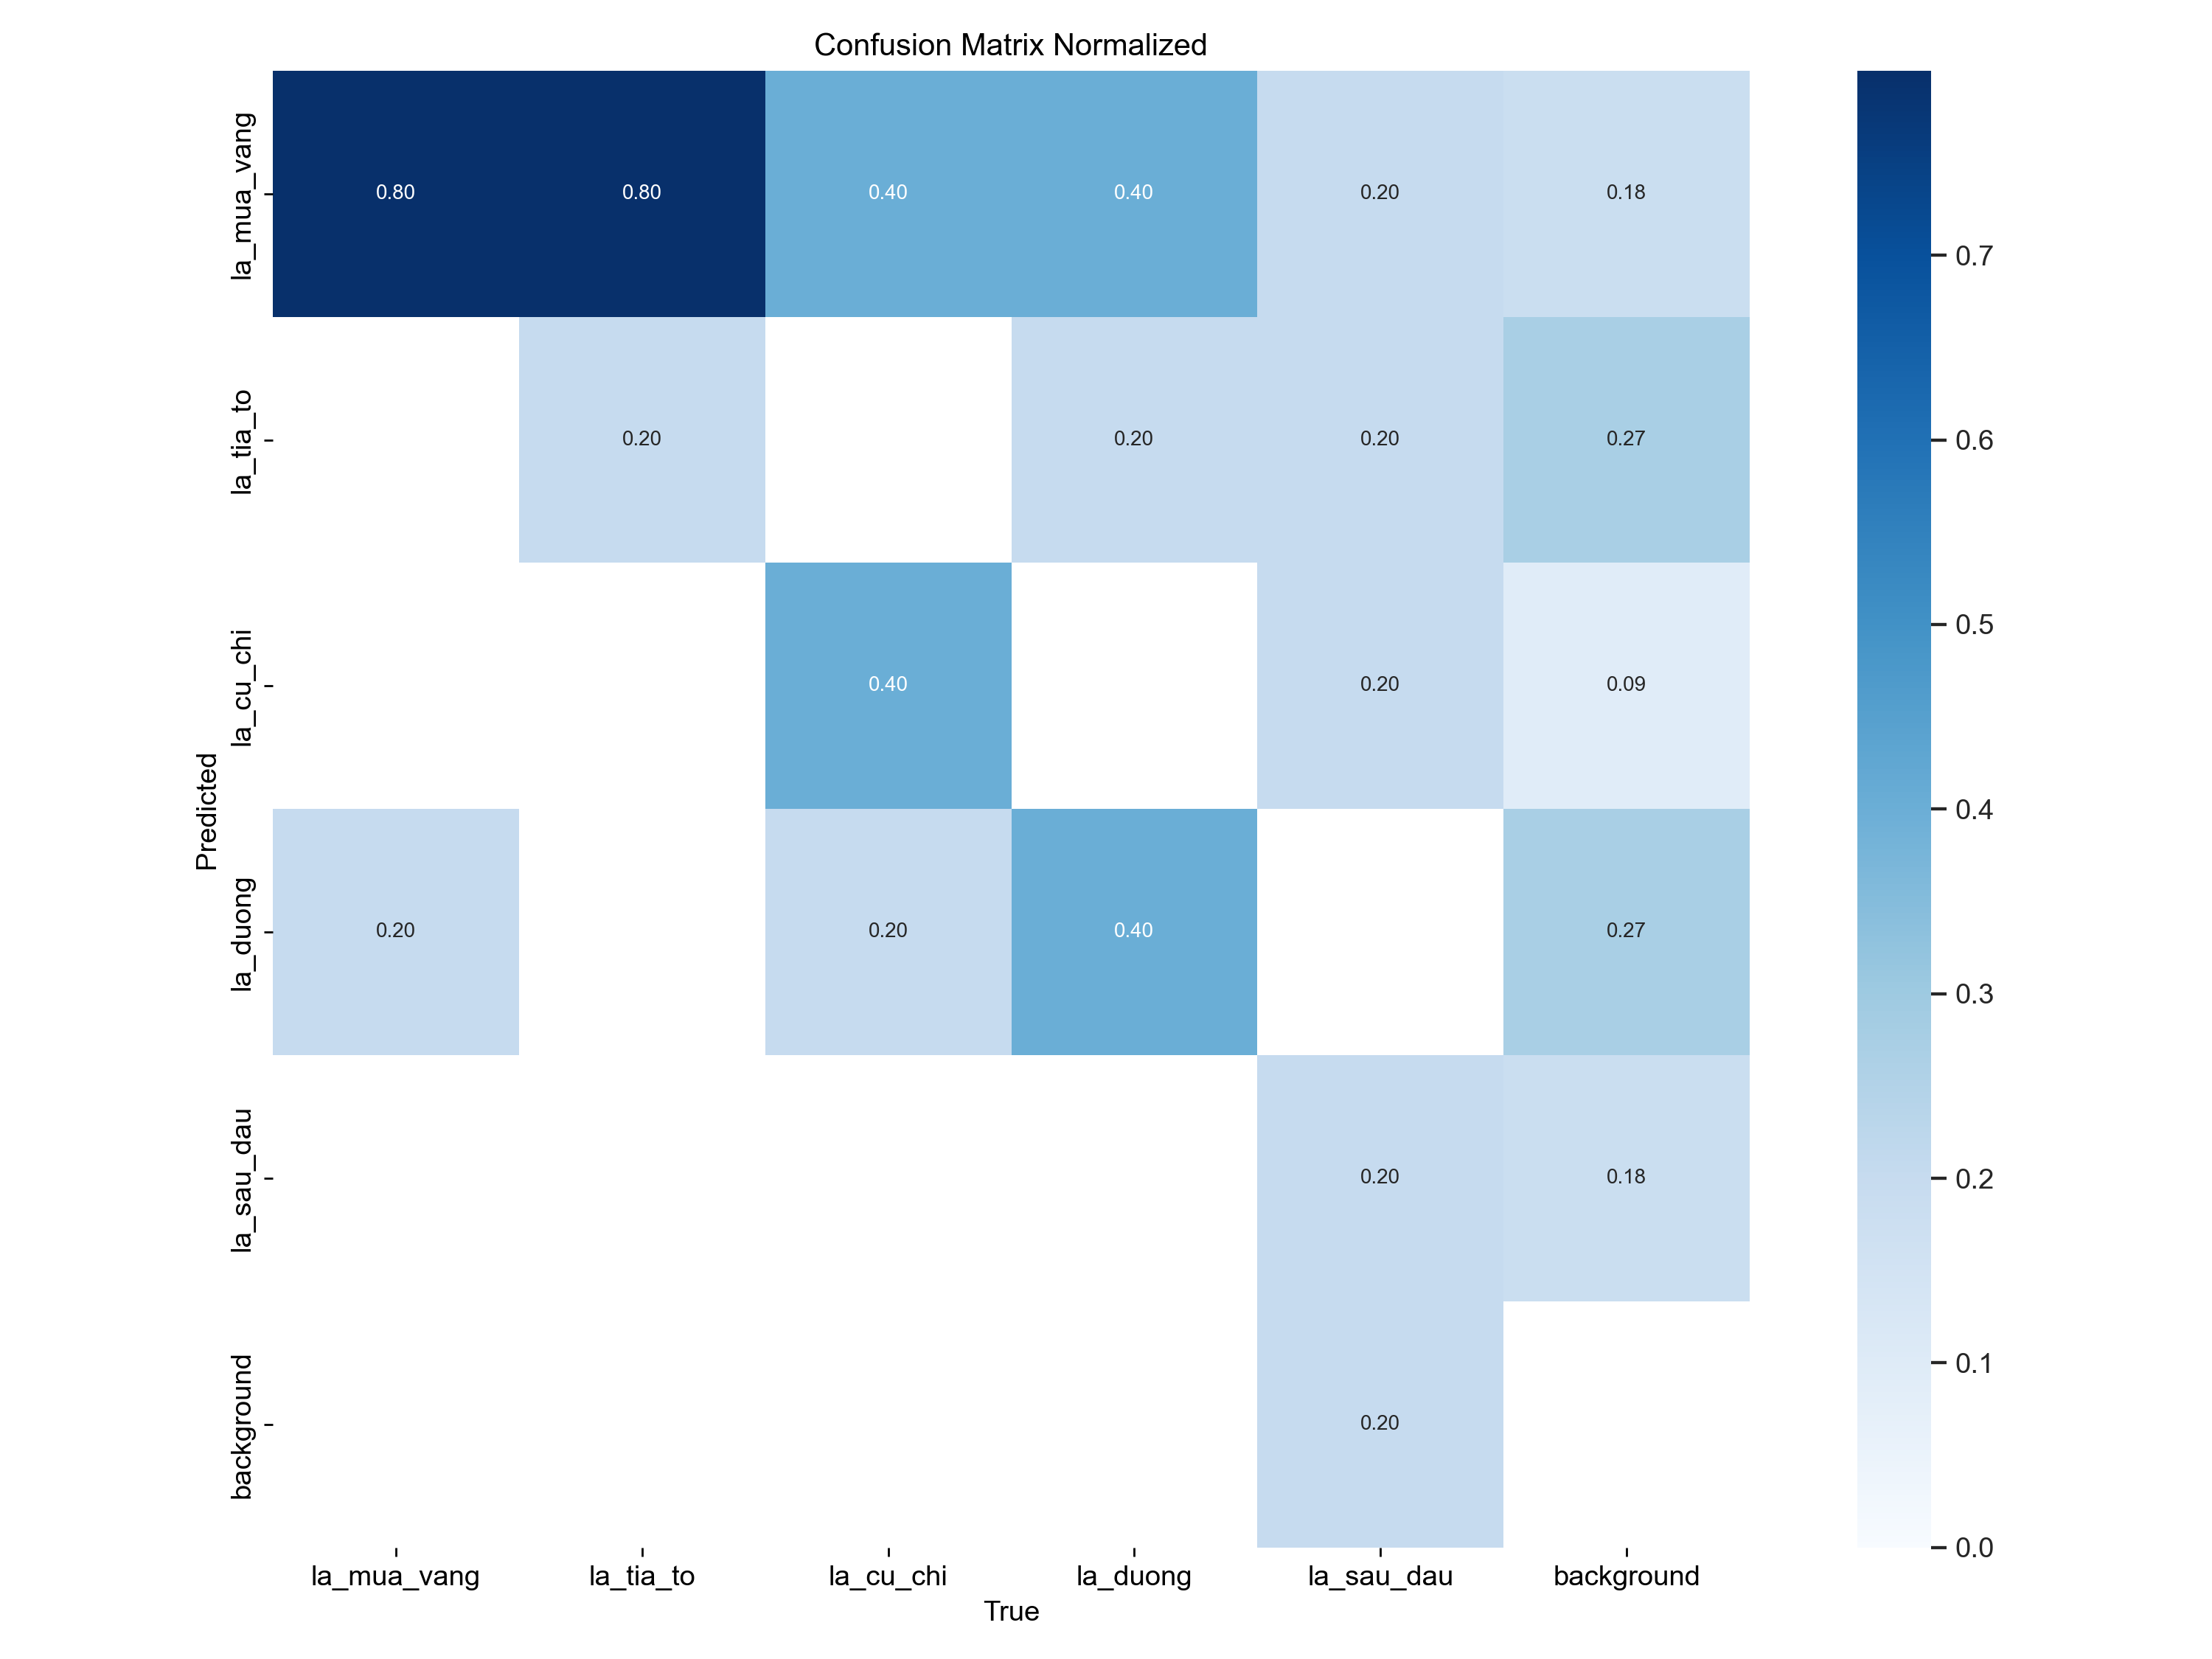 Confusion Matrix Normalized
la_mua_vang
0.80 0.80 0.40 0.40 0.20 0.18
la_tia_to
0.20 0.20 0.20 0.27
la_cu_chi
0.40 0.20 0.09
Predicted
la_duong
0.20 0.20 0.40 0.27
la_sau_dau
0.20 0.18
background
0.20
la_mua_vang la_tia_to la_cu_chi la_duong la_sau_dau background
True
0.7
0.6
0.5
0.4
0.3
0.2
0.1
0.0